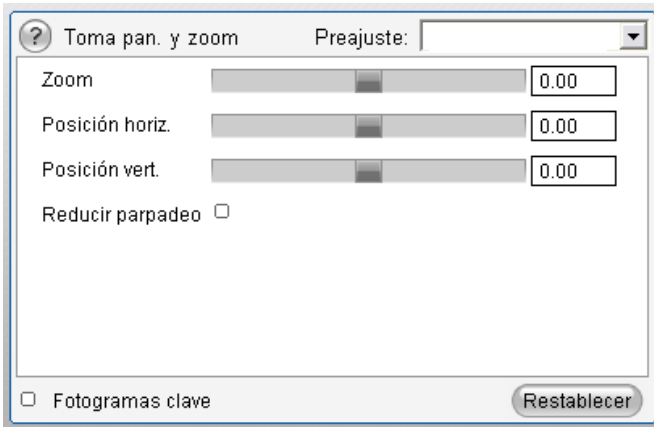 ? Toma pan. y zoom Preajuste:
Zoom 0.00
Posición horiz. 0.00
Posición vert. 0.00
Reducir parpadeo
Fotogramas clave Restablecer